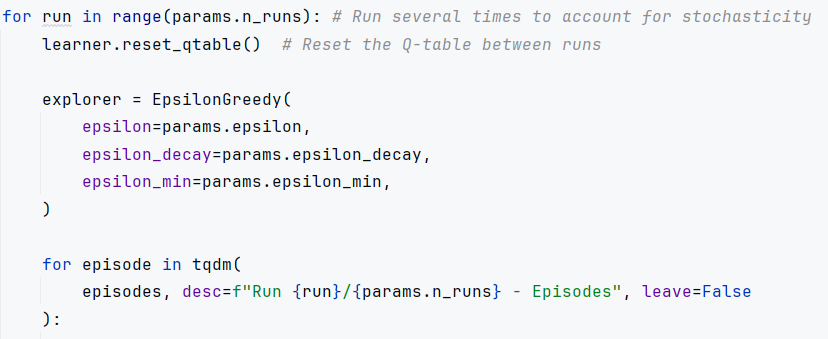 for run in range(params.n_runs): # Run several times to account for stochasticity
    learner.reset_qtable()  # Reset the Q-table between runs

    explorer = EpsilonGreedy(
        epsilon=params.epsilon,
        epsilon_decay=params.epsilon_decay,
        epsilon_min=params.epsilon_min,
    )

    for episode in tqdm(
        episodes, desc=f"Run {run}/{params.n_runs} - Episodes", leave=False
    ):